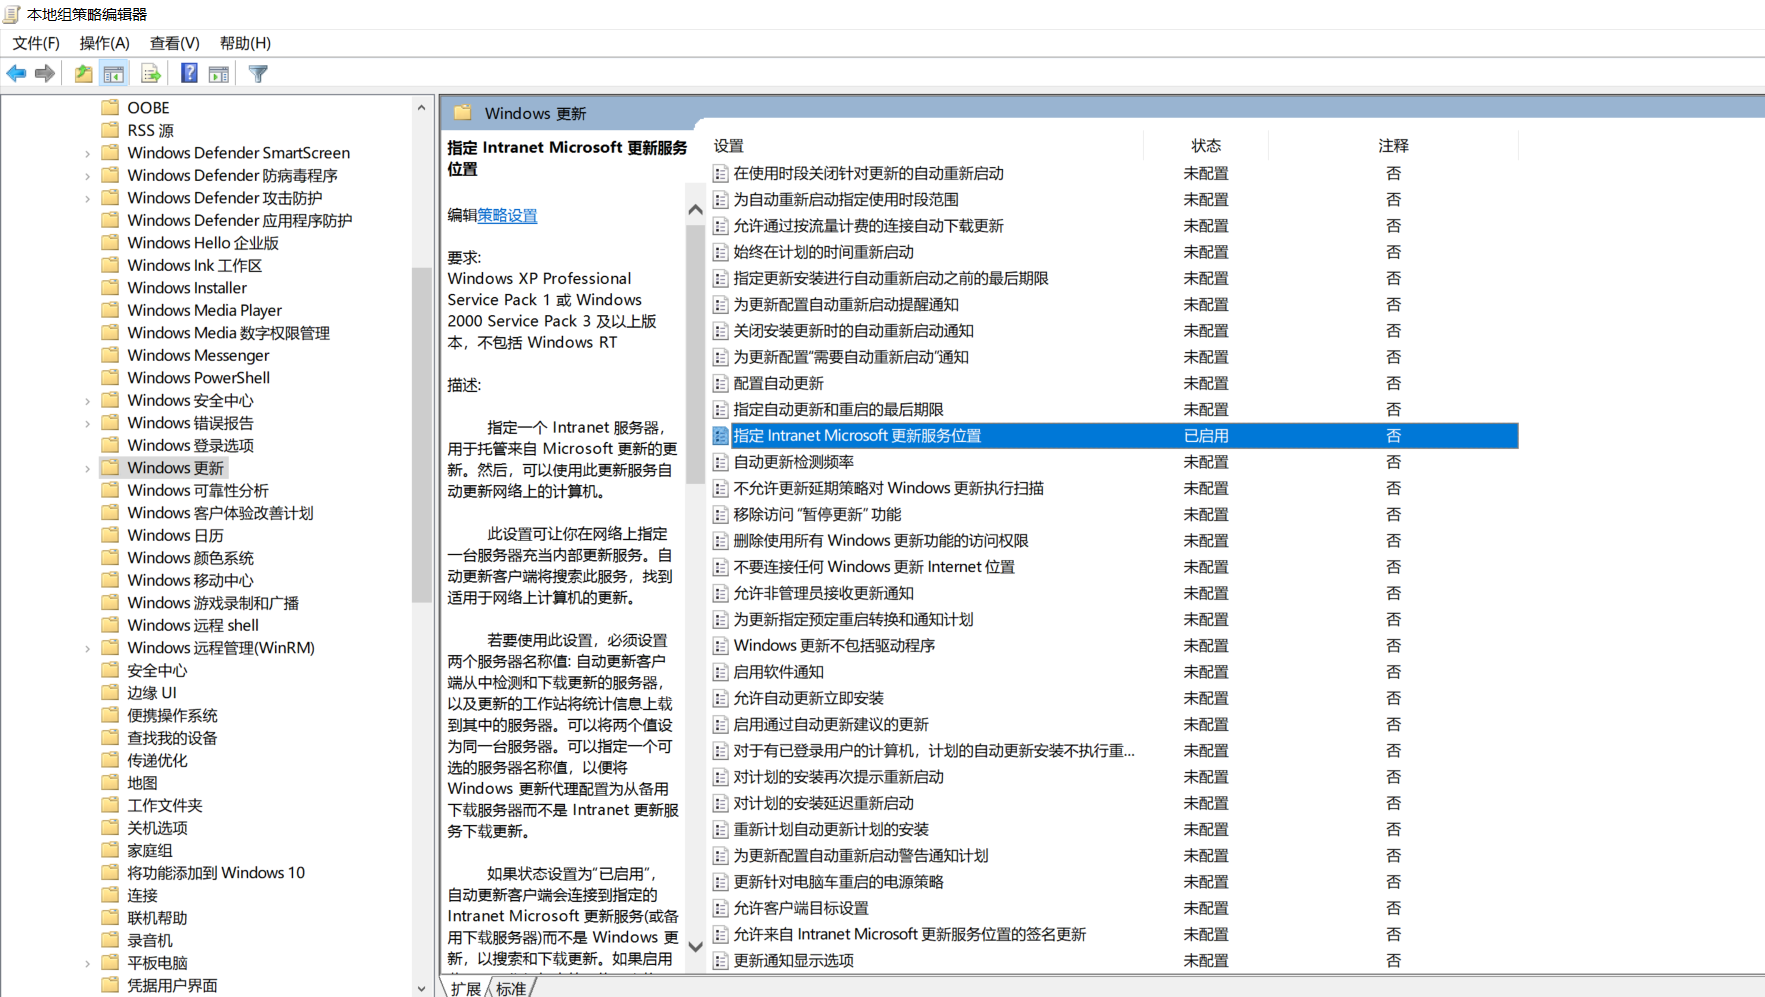 本地组策略编辑器
文件(F) 操作(A) 查看(V) 帮助(H)
OOBE
RSS 源
Windows Defender SmartScreen
Windows Defender 防病毒程序
Windows Defender 攻击防护
Windows Defender 应用程序防护
Windows Hello 企业版
Windows Ink 工作区
Windows Installer
Windows Media Player
Windows Media 数字权限管理
Windows Messenger
Windows PowerShell
Windows 安全中心
Windows 错误报告
Windows 登录选项
Windows 更新
Windows 可靠性分析
Windows 客户体验改善计划
Windows 日历
Windows 颜色系统
Windows 移动中心
Windows 游戏录制和广播
Windows 远程 shell
Windows 远程管理(WinRM)
安全中心
边缘 UI
便携操作系统
查找我的设备
传递优化
地图
工作文件夹
关机选项
家庭组
将功能添加到 Windows 10
连接
联机帮助
录音机
平板电脑
凭据用户界面
Windows 更新
指定 Intranet Microsoft 更新服务
位置
编辑策略设置
要求:
Windows XP Professional
Service Pack 1 或 Windows
2000 Service Pack 3 及以上版
本，不包括 Windows RT
描述:
指定一个 Intranet 服务器，
用于托管来自 Microsoft 更新的更
新。然后，可以使用此更新服务自
动更新网络上的计算机。
此设置可让你在网络上指定
一台服务器充当内部更新服务。自
动更新客户端将搜索此服务，找到
适用于网络上计算机的更新。
若要使用此设置，必须设置
两个服务器名称值: 自动更新客户
端从中检测和下载更新的服务器，
以及更新的工作站将统计信息上载
到其中的服务器。可以将两个值设
为同一台服务器。可以指定一个可
选的服务器名称值，以便将
Windows 更新代理配置为从备用
下载服务器而不是 Intranet 更新服
务下载更新。
如果状态设置为“已启用”，
自动更新客户端会连接到指定的
Intranet Microsoft 更新服务(或备
用下载服务器)而不是 Windows 更
新，以搜索和下载更新。如果启用
设置 状态 注释
在使用时段关闭针对更新的自动重新启动 未配置 否
为自动重新启动指定使用时段范围 未配置 否
允许通过按流量计费的连接自动下载更新 未配置 否
始终在计划的时间重新启动 未配置 否
指定更新安装进行自动重新启动之前的最后期限 未配置 否
为更新配置自动重新启动提醒通知 未配置 否
关闭安装更新时的自动重新启动通知 未配置 否
为更新配置“需要自动重新启动”通知 未配置 否
配置自动更新 未配置 否
指定自动更新和重启的最后期限 未配置 否
指定 Intranet Microsoft 更新服务位置 已启用 否
自动更新检测频率 未配置 否
不允许更新延期策略对 Windows 更新执行扫描 未配置 否
移除访问 “暂停更新” 功能 未配置 否
删除使用所有 Windows 更新功能的访问权限 未配置 否
不要连接任何 Windows 更新 Internet 位置 未配置 否
允许非管理员接收更新通知 未配置 否
为更新指定预定重启转换和通知计划 未配置 否
Windows 更新不包括驱动程序 未配置 否
启用软件通知 未配置 否
允许自动更新立即安装 未配置 否
启用通过自动更新建议的更新 未配置 否
对于有已登录用户的计算机，计划的自动更新安装不执行重... 未配置 否
对计划的安装再次提示重新启动 未配置 否
对计划的安装延迟重新启动 未配置 否
重新计划自动更新计划的安装 未配置 否
为更新配置自动重新启动警告通知计划 未配置 否
更新针对电脑车重启的电源策略 未配置 否
允许客户端目标设置 未配置 否
允许来自 Intranet Microsoft 更新服务位置的签名更新 未配置 否
更新通知显示选项 未配置 否
扩展 标准